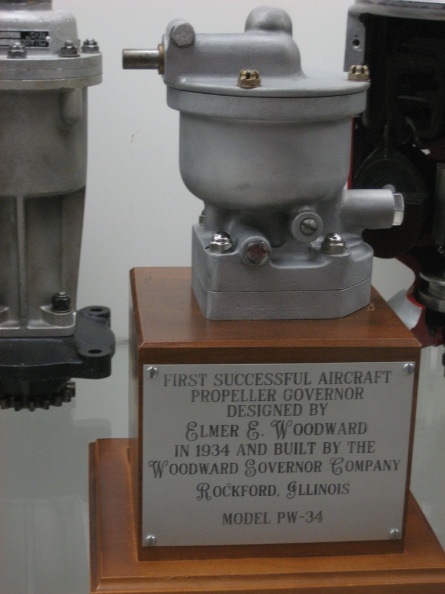 FIRST SUCCESSFUL AIRCRAFT
PROPELLER GOVERNOR
DESIGNED BY
ELMER E. WOODWARD
IN 1934 AND BUILT BY THE
WOODWARD GOVERNOR COMPANY
ROCKFORD, ILLINOIS
MODEL PW-34